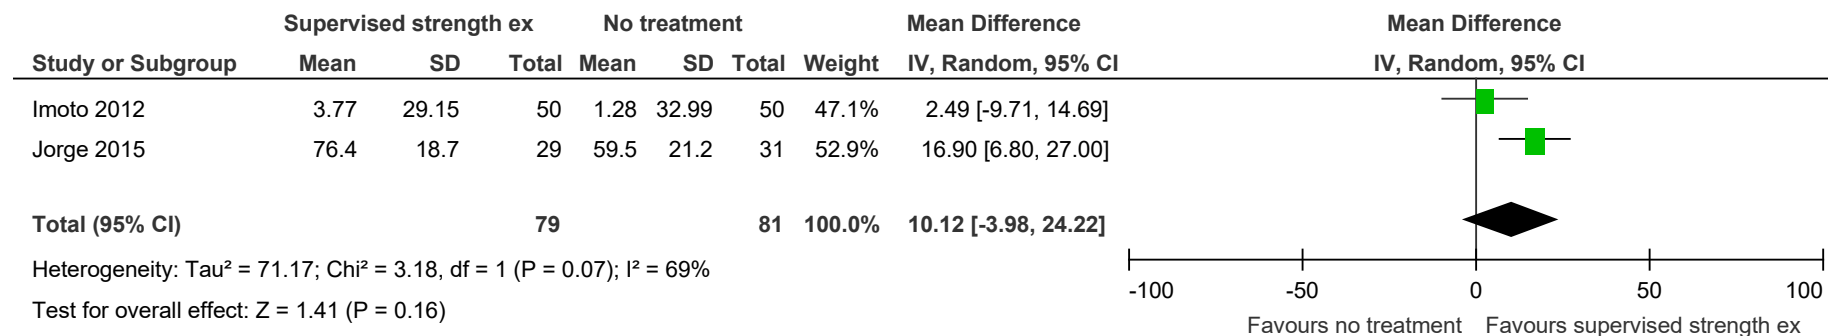 Supervised strength ex No treatment Mean Difference Mean Difference
Study or Subgroup Mean SD Total Mean SD Total Weight IV, Random, 95% CI IV, Random, 95% CI
Imoto 2012 3.77 29.15 50 1.28 32.99 50 47.1% 2.49 [-9.71, 14.69]
Jorge 2015 76.4 18.7 29 59.5 21.2 31 52.9% 16.90 [6.80, 27.00]
Total (95% CI) 79 81 100.0% 10.12 [-3.98, 24.22]
Heterogeneity: Tau² = 71.17; Chi² = 3.18, df = 1 (P = 0.07); I² = 69%
Test for overall effect: Z = 1.41 (P = 0.16)
-100 -50 0 50 100
Favours no treatment Favours supervised strength ex